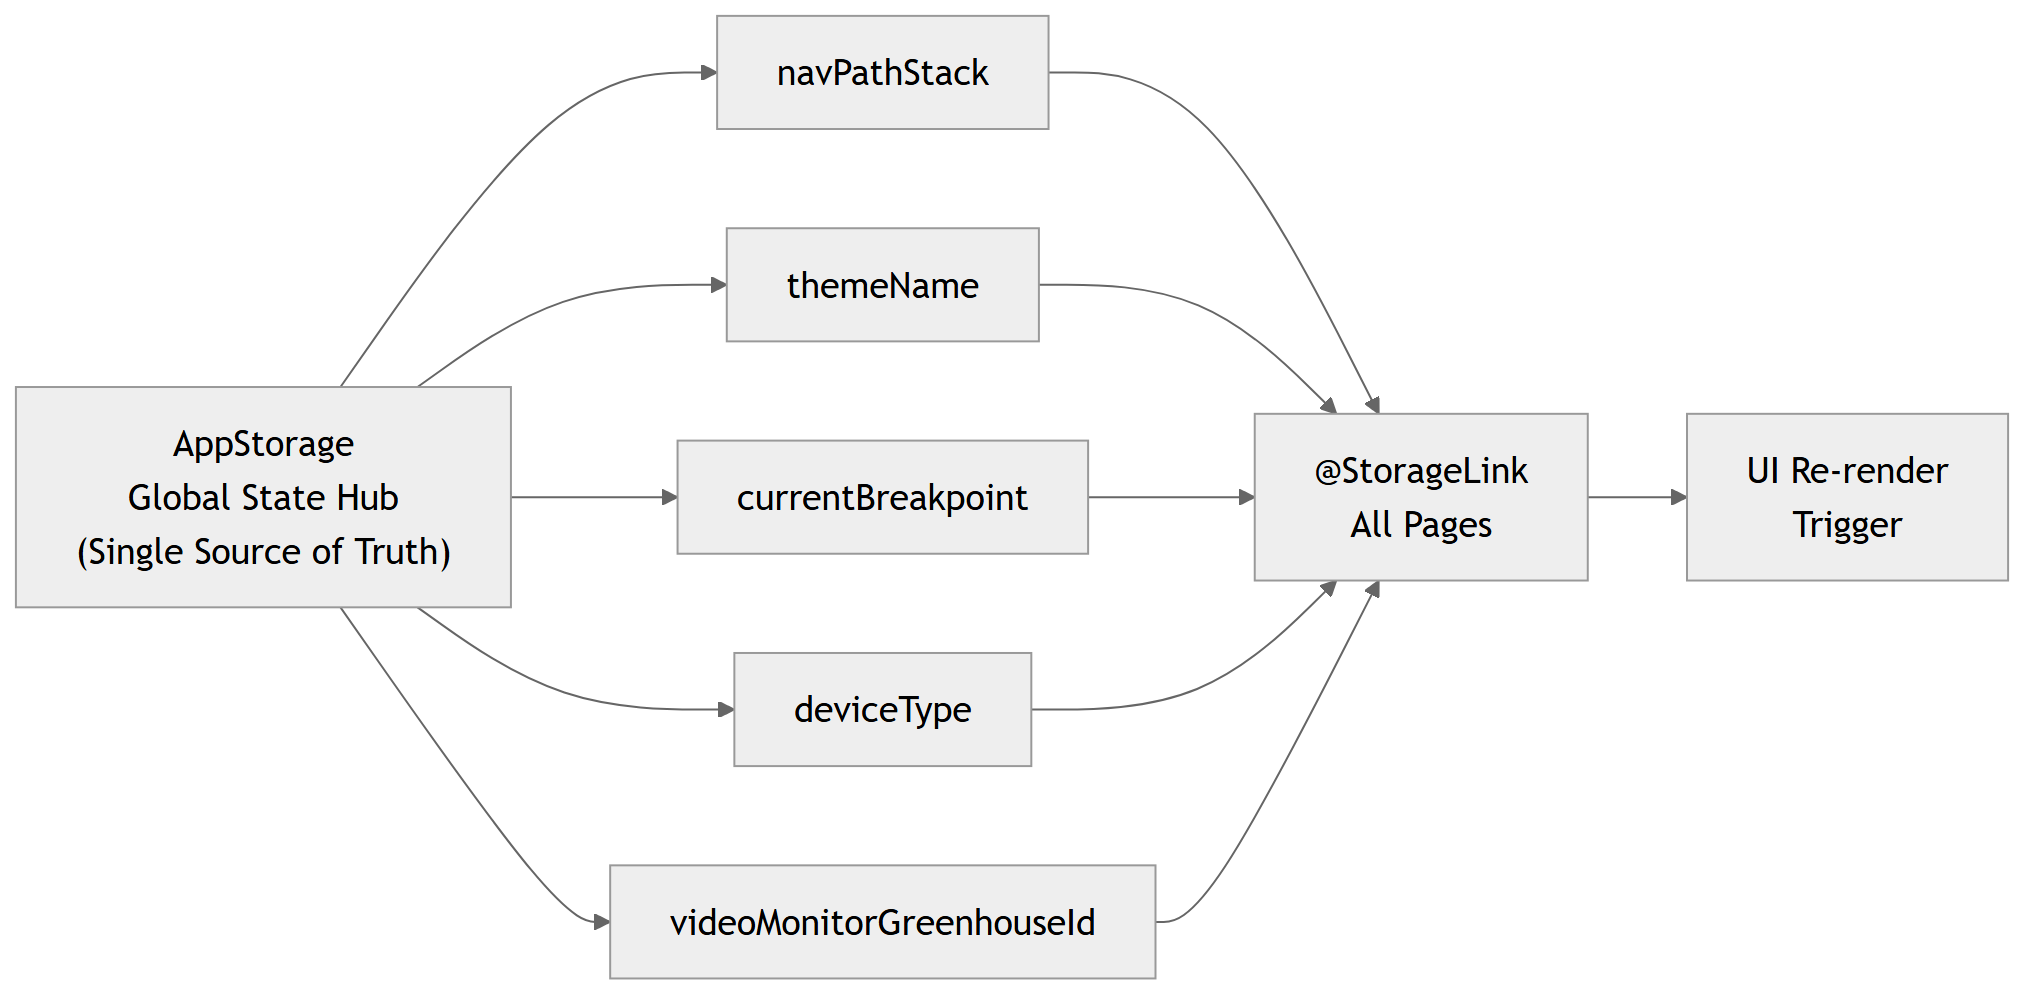 navPathStack
themeName
AppStorage
Global State Hub
(Single Source of Truth)
currentBreakpoint
@StorageLink
All Pages
UI Re-render
Trigger
deviceType
videoMonitorGreenhouseId